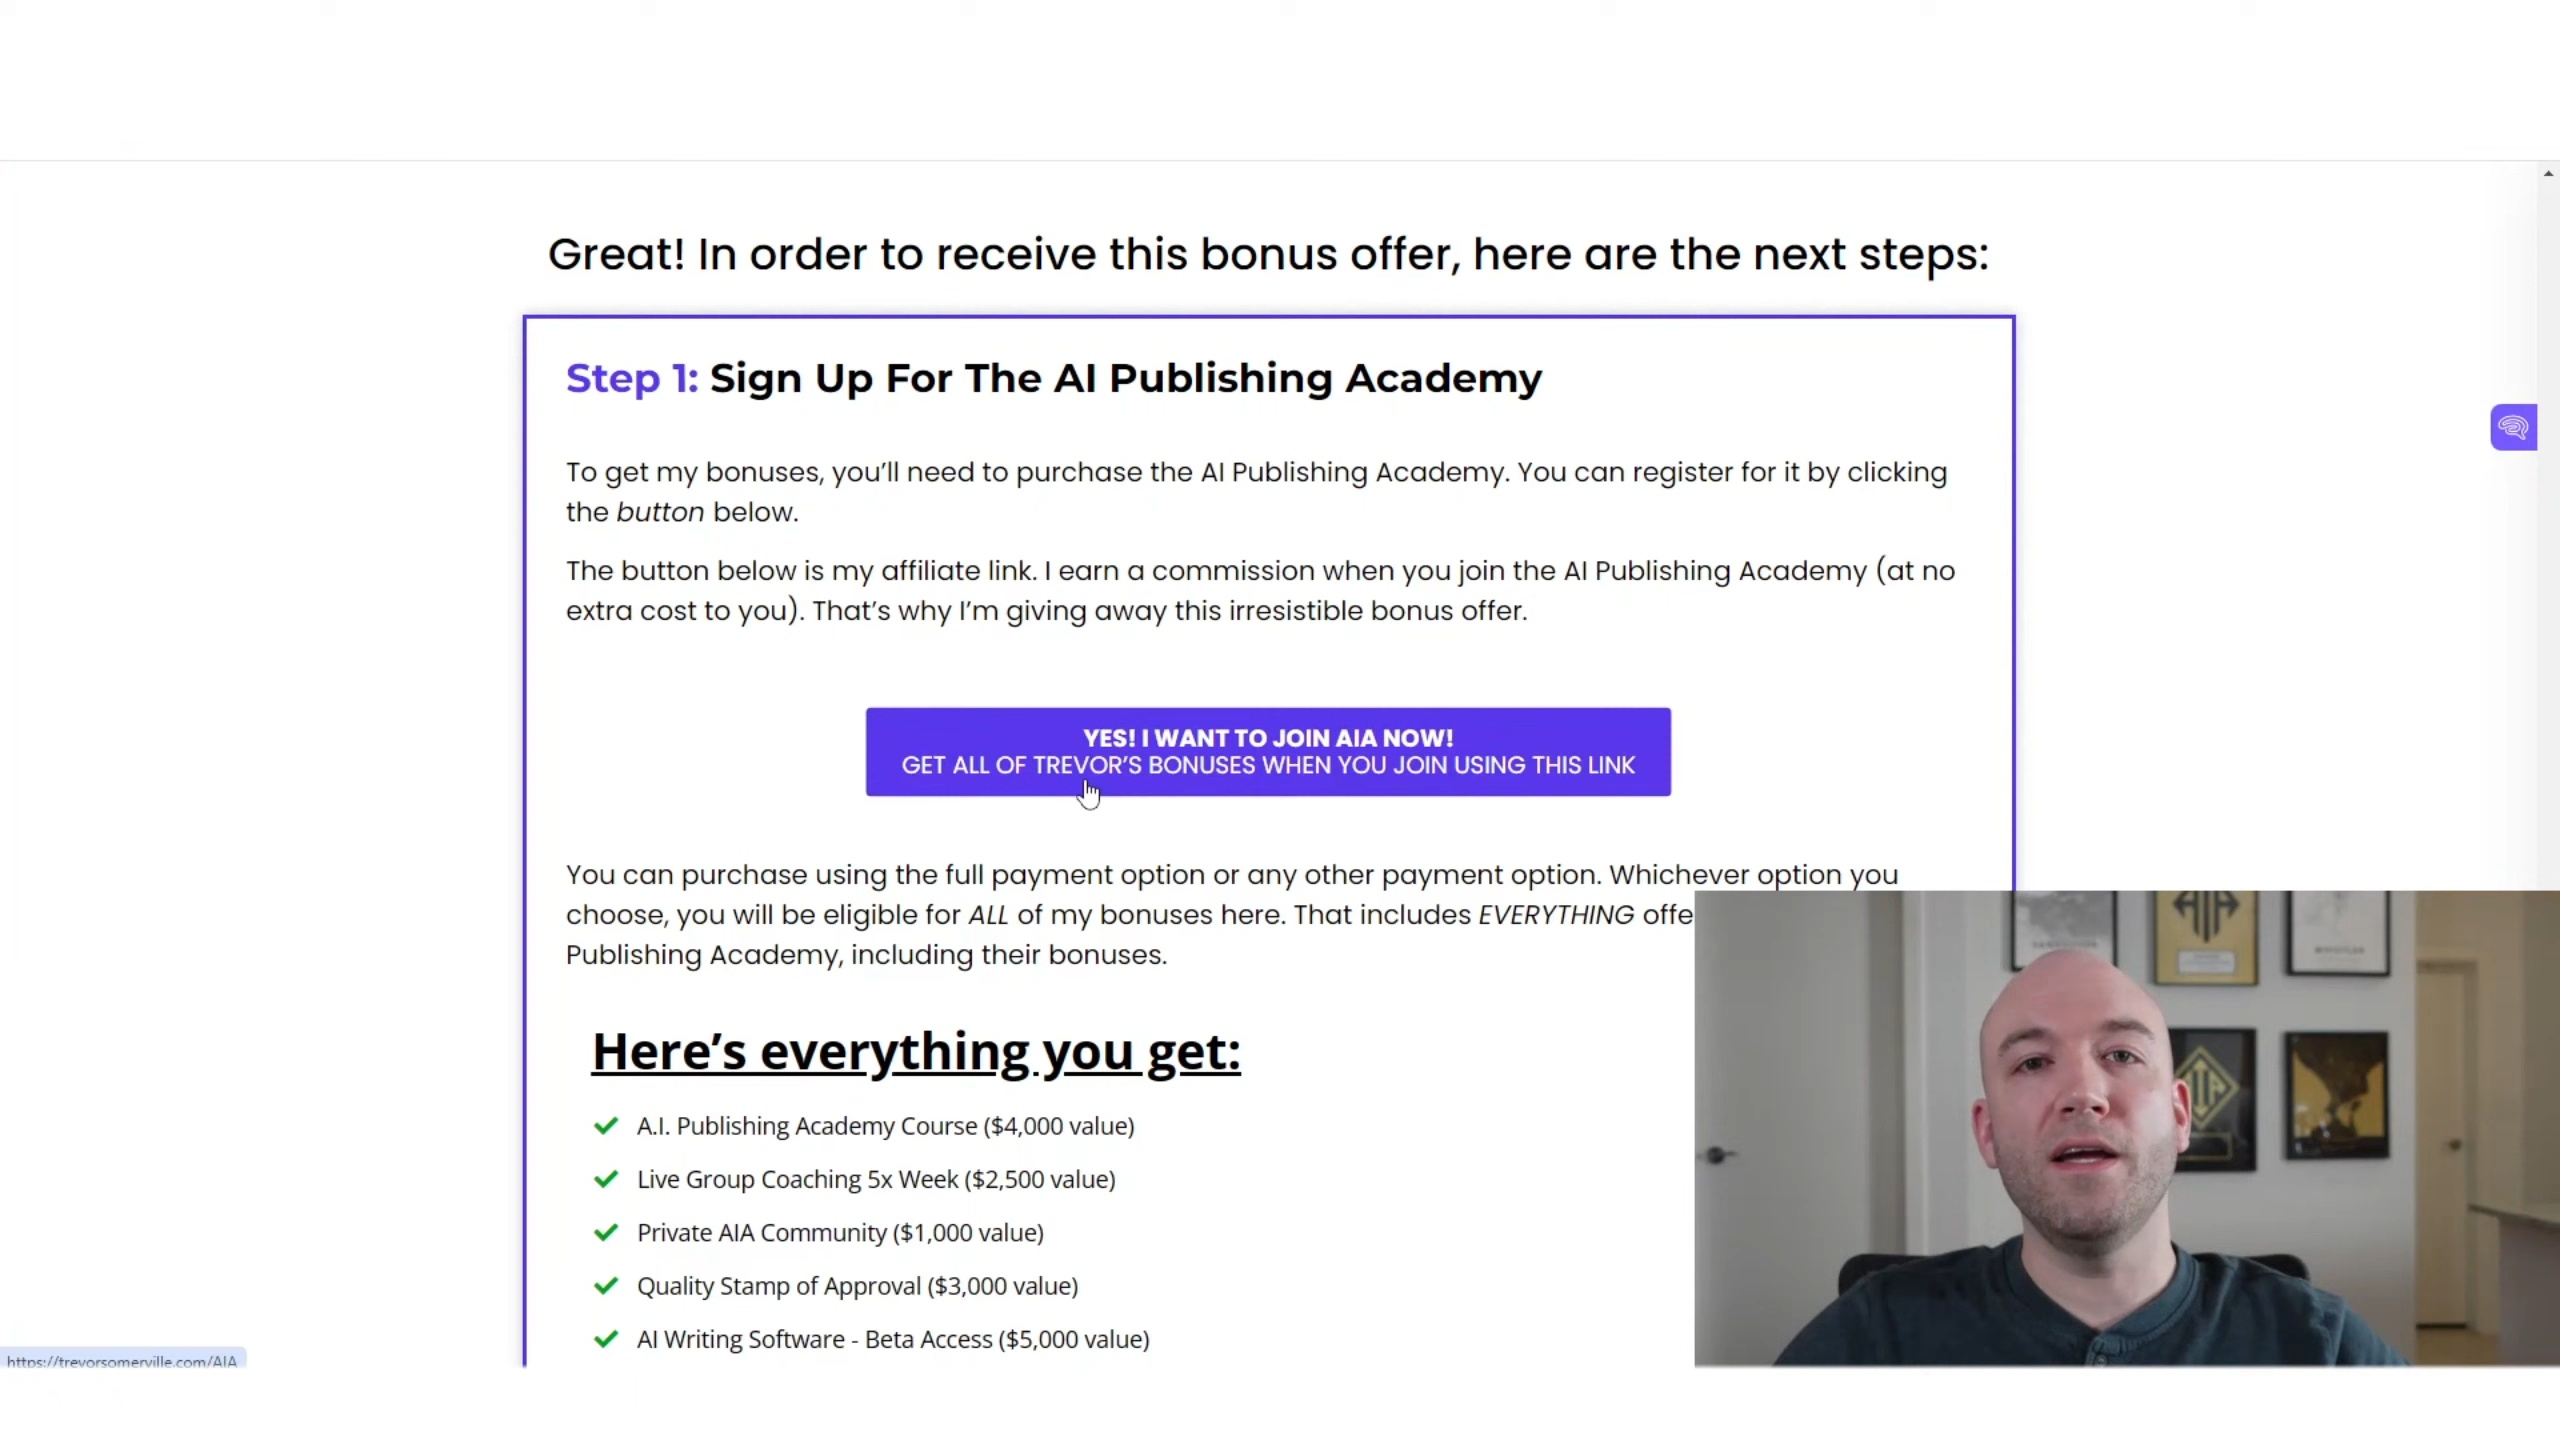 Great! In order to receive this bonus offer, here are the next steps:
Step 1: Sign Up For The AI Publishing Academy
To get my bonuses, you'll need to purchase the AI Publishing Academy. You can register for it by clicking
the button below.
The button below is my affiliate link. I earn a commission when you join the AI Publishing Academy (at no
extra cost to you). That's why I'm giving away this irresistible bonus offer.
YES! I WANT TO JOIN AIA NOW!
GET ALL OF TREVOR'S BONUSES WHEN YOU JOIN USING THIS LINK
You can purchase using the full payment option or any other payment option. Whichever option you
choose, you will be eligible for ALL of my bonuses here. That includes EVERYTHING offe
Publishing Academy, including their bonuses.
Here's everything you get:
A.I. Publishing Academy Course ($4,000 value)
Live Group Coaching 5x Week ($2,500 value)
Private AIA Community ($1,000 value)
Quality Stamp of Approval ($3,000 value)
AI Writing Software - Beta Access ($5,000 value)
https://trevorsomerville.com/AIA
AIA
AIA